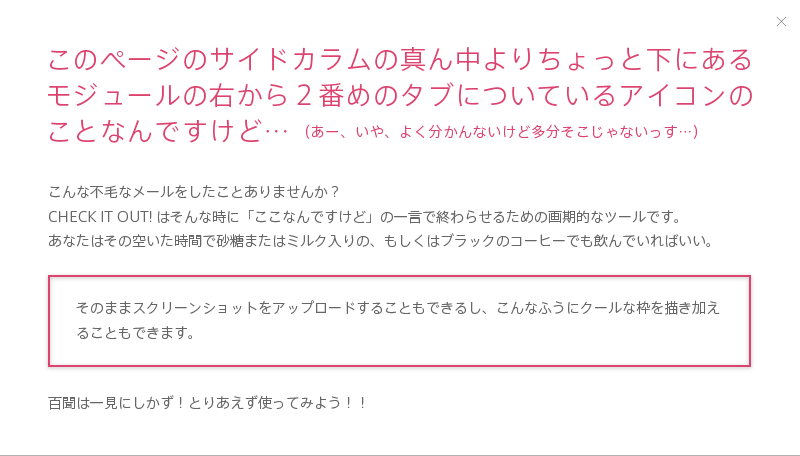 このページのサイドカラムの真ん中よりちょっと下にある
モジュールの右から２番めのタブについているアイコンの
ことなんですけど… （あー、いや、よく分かんないけど多分そこじゃないっす…）
こんな不毛なメールをしたことありませんか？
CHECK IT OUT! はそんな時に「ここなんですけど」の一言で終わらせるための画期的なツールです。
あなたはその空いた時間で砂糖またはミルク入りの、もしくはブラックのコーヒーでも飲んでいればいい。
そのままスクリーンショットをアップロードすることもできるし、こんなふうにクールな枠を描き加え
ることもできます。
百聞は一見にしかず！とりあえず使ってみよう！！